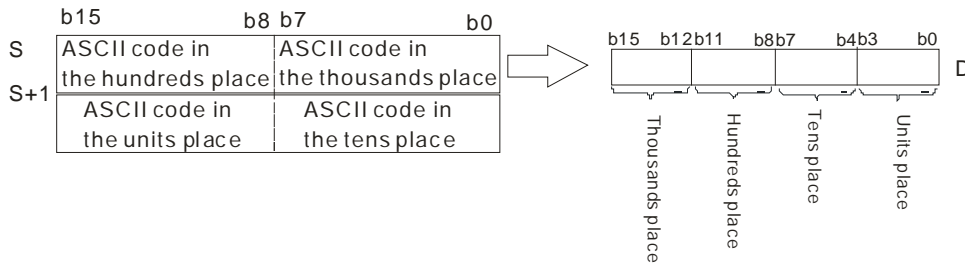 b15 b8 b7 b0
S
ASCII code in the hundreds place
ASCII code in the thousands place
S+1
ASCII code in the units place
ASCII code in the tens place
b15 b12 b11 b8 b7 b4 b3 b0
D
Thousands place
Hundreds place
Tens place
Units place